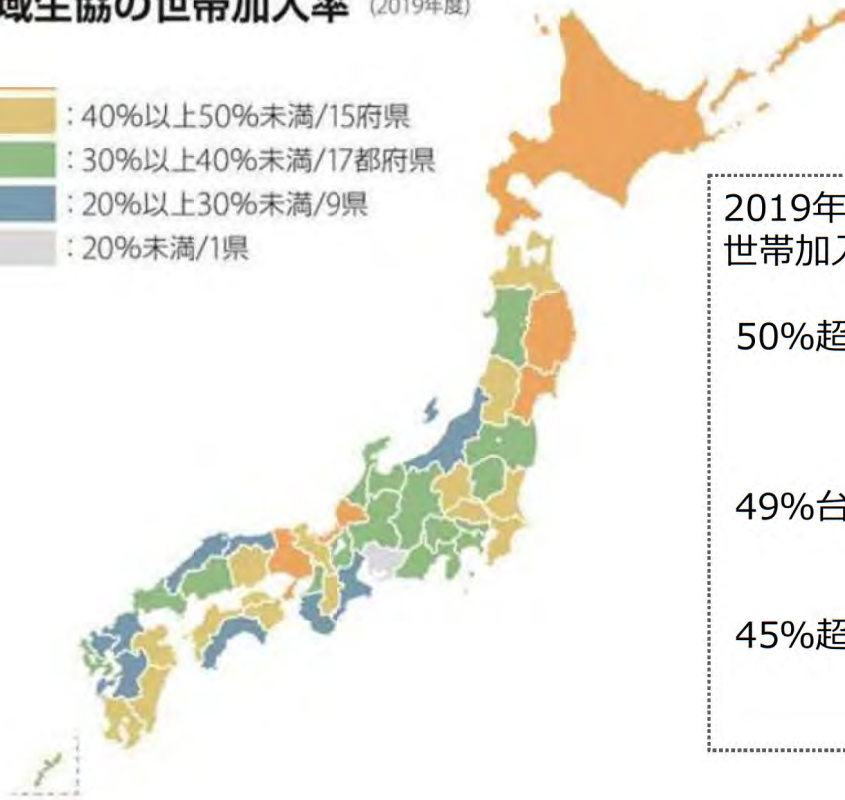 域生協の世帯加入率 (2019年度)
：40%以上50%未満/15府県
：30%以上40%未満/17都府県
：20%以上30%未満/9県
：20%未満/1県
2019年
世帯加入
50%超
49%台
45%超